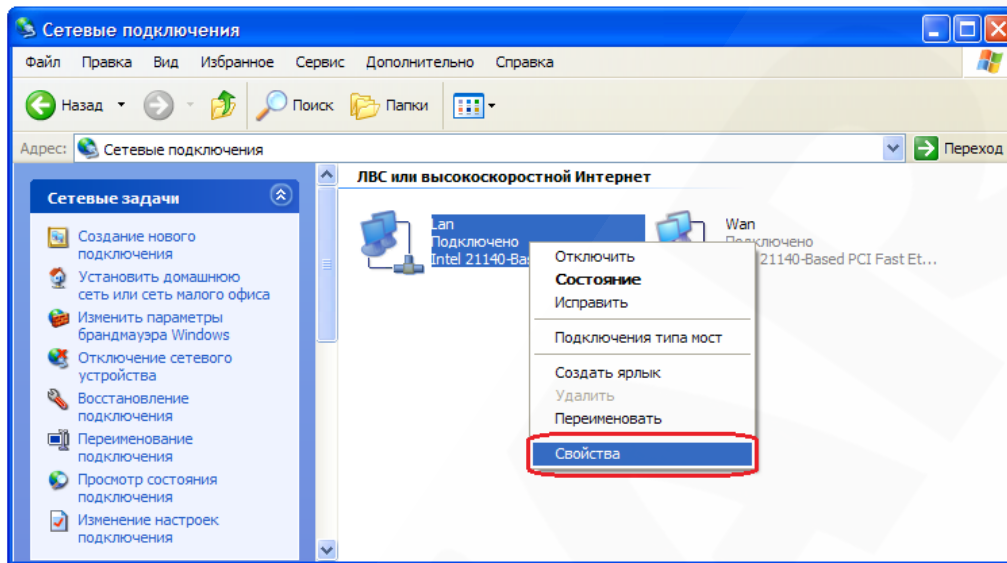 Сетевые подключения
Файл Правка Вид Избранное Сервис Дополнительно Справка
Назад Поиск Папки
Адрес: Сетевые подключения Переход
Сетевые задачи
Создание нового
подключения
Установить домашнюю
сеть или сеть малого офиса
Изменить параметры
брандмауэра Windows
Отключение сетевого
устройства
Восстановление
подключения
Переименование
подключения
Просмотр состояния
подключения
Изменение настроек
подключения
ЛВС или высокоскоростной Интернет
Lan
Подключено
Intel 21140-Bas
Wan
Подключено
21140-Based PCI Fast Et...
Отключить
Состояние
Исправить
Подключения типа мост
Создать ярлык
Удалить
Переименовать
Свойства